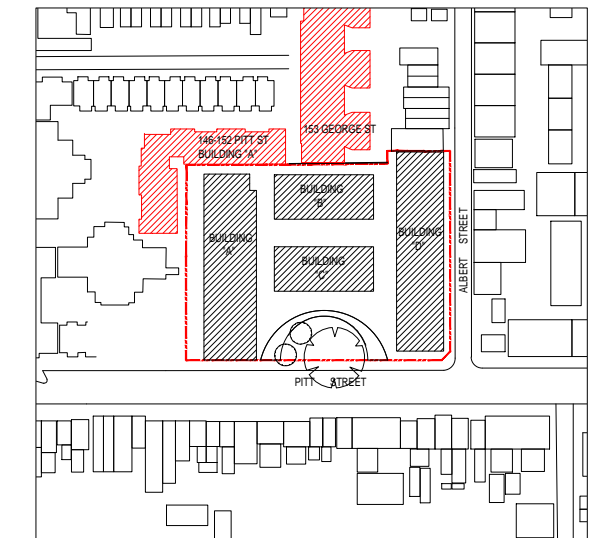 153 GEORGE ST
146-152 PITT ST
BUILDING "A"
BUILDING
"B"
BUILDING
"A"
BUILDING
"D"
BUILDING
"C"
ALBERT STREET
PITT STREET